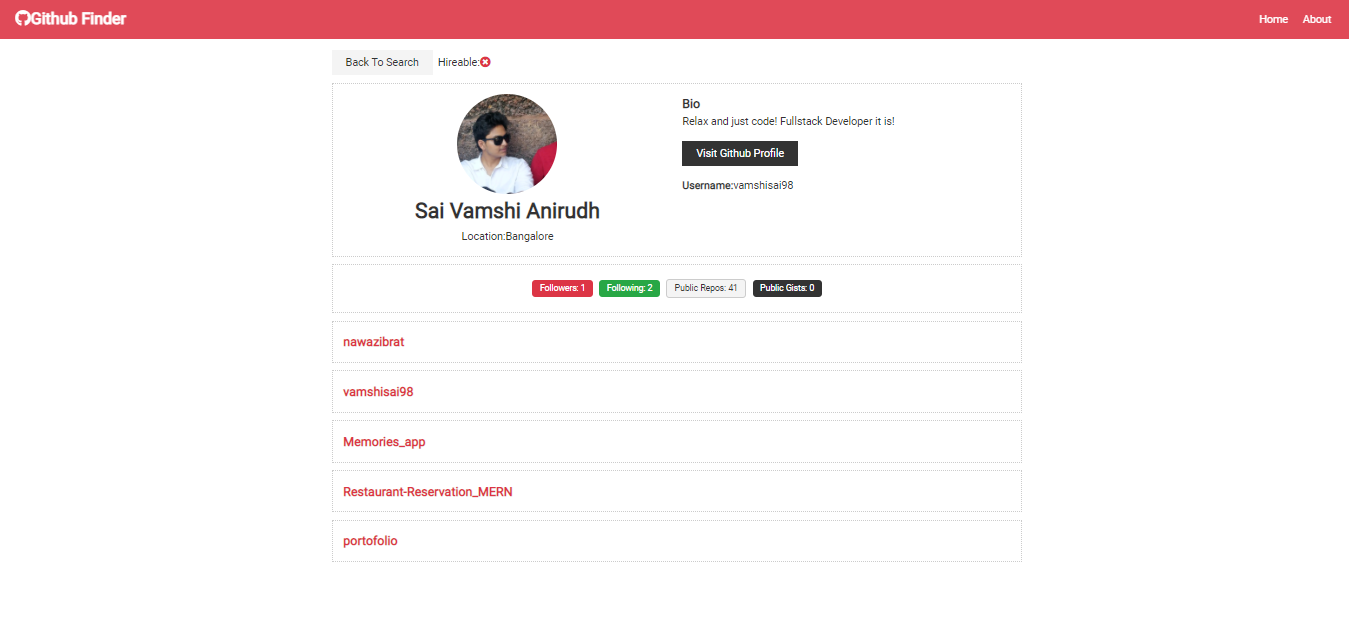 Github Finder
Home About
Back To Search Hireable:
Bio
Relax and just code! Fullstack Developer it is!
Visit Github Profile
Username:vamshisai98
Sai Vamshi Anirudh
Location:Bangalore
Followers: 1 Following: 2 Public Repos: 41 Public Gists: 0
nawazibrat
vamshisai98
Memories_app
Restaurant-Reservation_MERN
portofolio